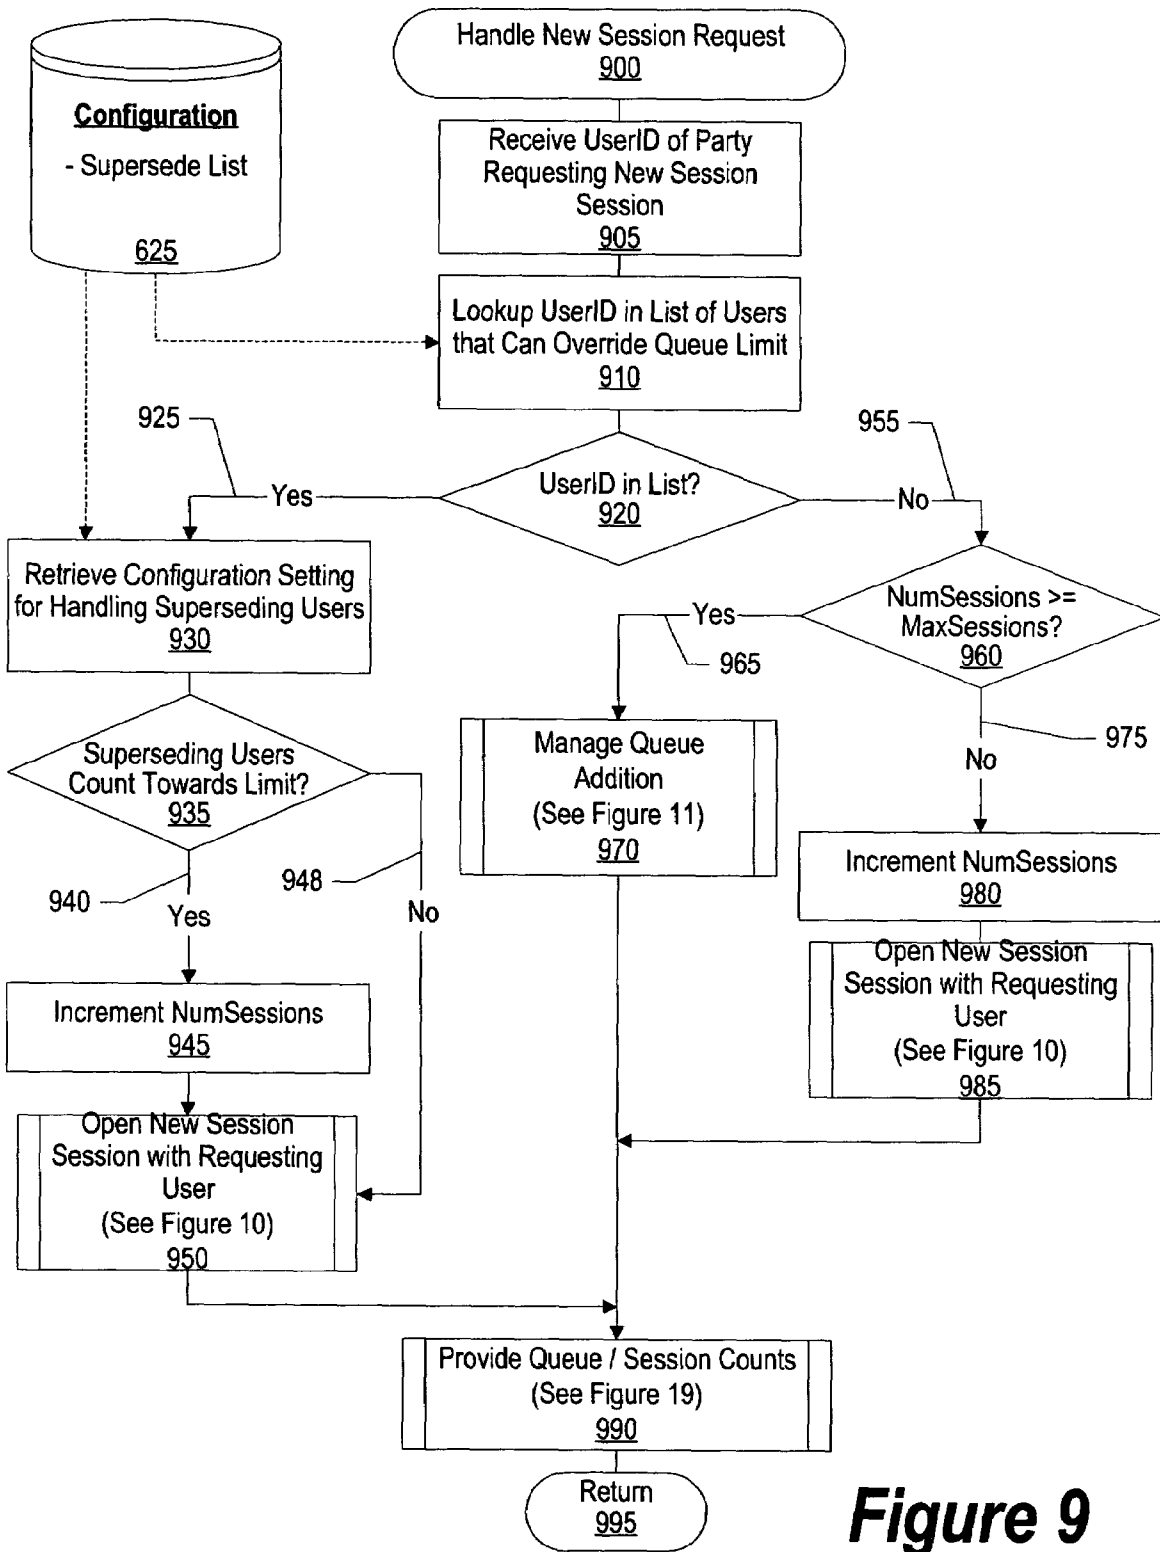 Handle New Session Request
900
Configuration
- Supersede List
625
Receive UserID of Party
Requesting New Session
Session
905
Lookup UserID in List of Users
that Can Override Queue Limit
910
925
955
Yes
UserID in List?
920
No
Retrieve Configuration Setting
for Handling Superseding Users
930
NumSessions >=
MaxSessions?
960
Yes
965
975
No
Superseding Users
Count Towards Limit?
935
Manage Queue
Addition
(See Figure 11)
970
940
948
Yes
No
Increment NumSessions
980
Open New Session
Session with Requesting
User
(See Figure 10)
985
Increment NumSessions
945
Open New Session
Session with Requesting
User
(See Figure 10)
950
Provide Queue / Session Counts
(See Figure 19)
990
Return
995
Figure 9